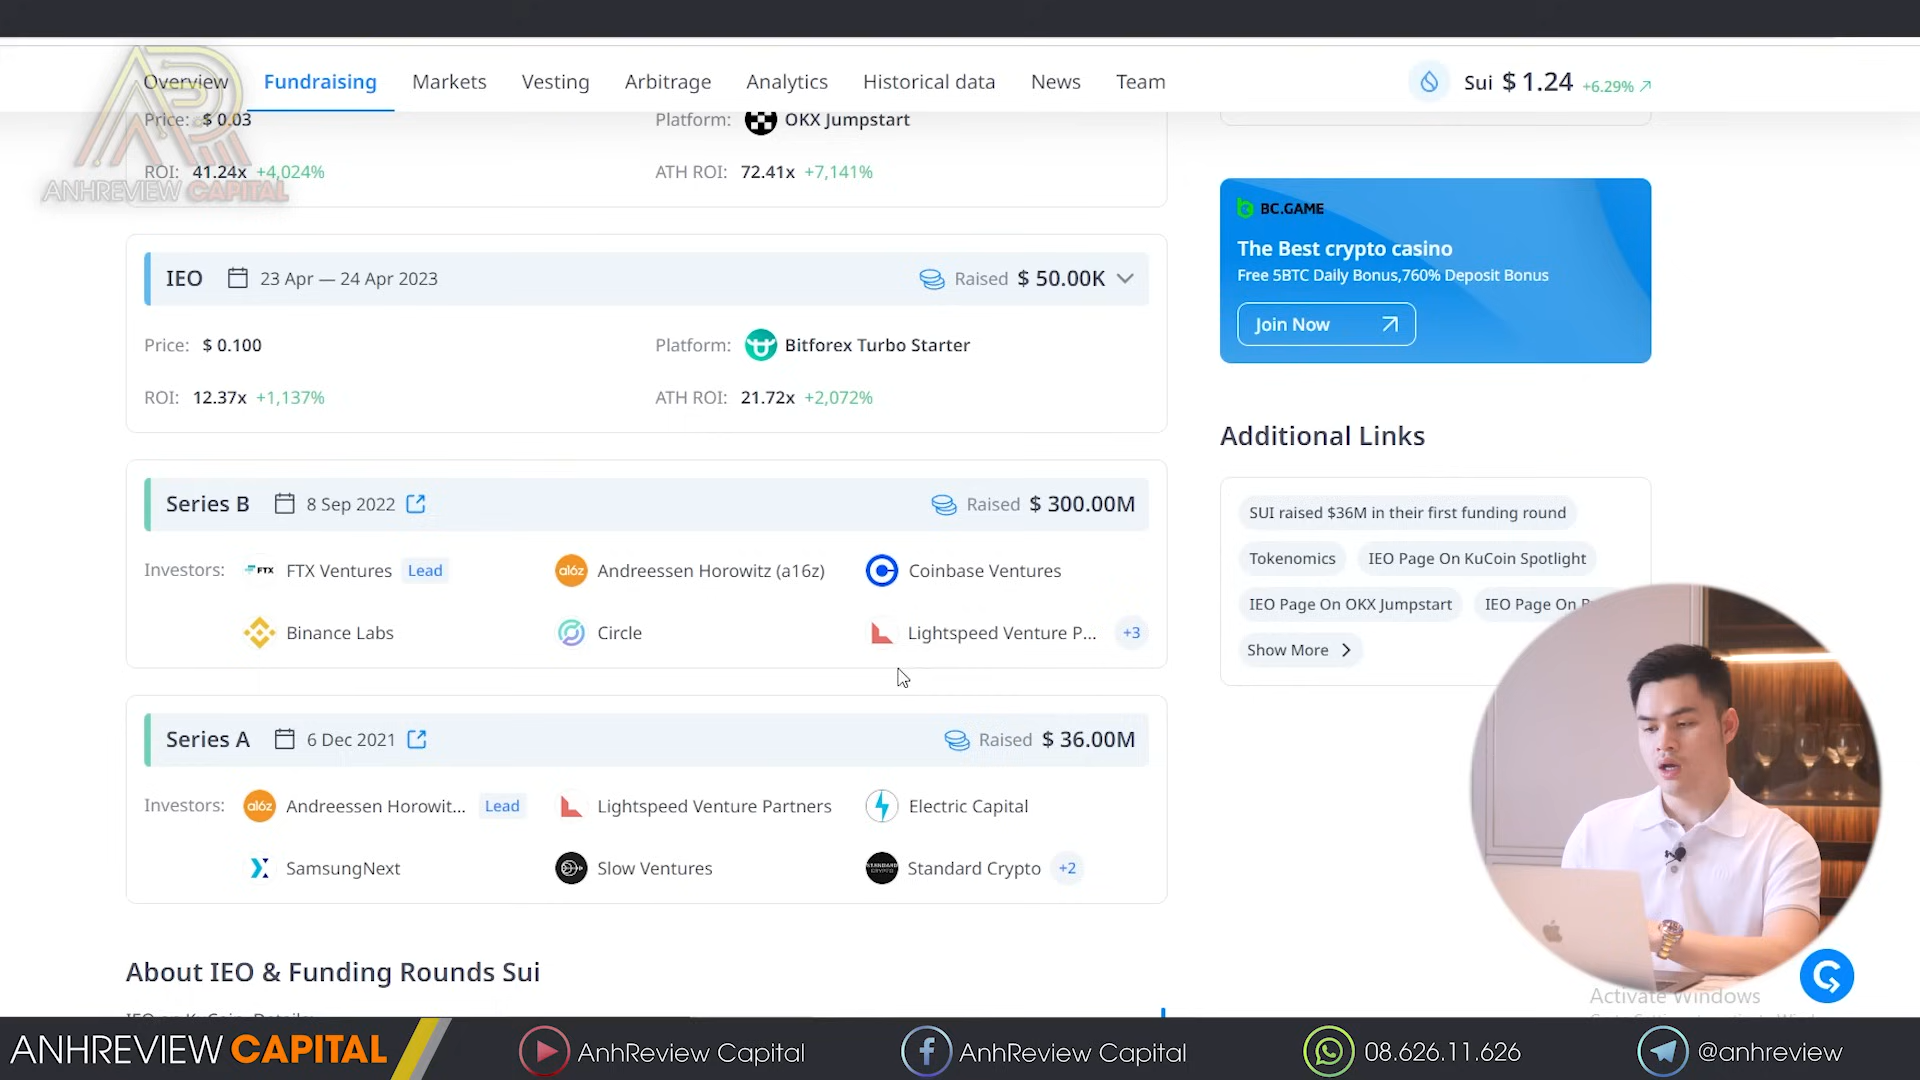 Overview Fundraising Markets Vesting Arbitrage Analytics Historical data News Team
Sui $ 1.24 +6.29%
Price: $ 0.03 Platform: OKX Jumpstart
ROI: 41.24x +4,024% ATH ROI: 72.41x +7,141%
ANHREVIEW CAPITAL
IEO 23 Apr — 24 Apr 2023 Raised $ 50.00K
Price: $ 0.100 Platform: Bitforex Turbo Starter
ROI: 12.37x +1,137% ATH ROI: 21.72x +2,072%
Series B 8 Sep 2022 Raised $ 300.00M
Investors: FTX FTX Ventures Lead a16z Andreessen Horowitz (a16z) Coinbase Ventures
Binance Labs Circle Lightspeed Venture P... +3
Series A 6 Dec 2021 Raised $ 36.00M
Investors: a16z Andreessen Horowit... Lead Lightspeed Venture Partners Electric Capital
SamsungNext Slow Ventures Standard Crypto +2
About IEO & Funding Rounds Sui
BC.GAME
The Best crypto casino
Free 5BTC Daily Bonus,760% Deposit Bonus
Join Now
Additional Links
SUI raised $36M in their first funding round
Tokenomics IEO Page On KuCoin Spotlight
IEO Page On OKX Jumpstart IEO Page On
Show More
Activate Windows
ANHREVIEW CAPITAL AnhReview Capital AnhReview Capital 08.626.11.626 @anhreview